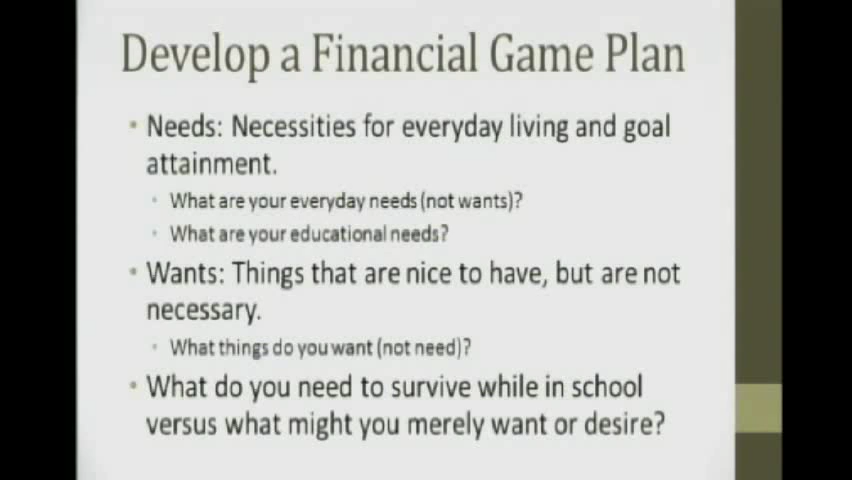 Develop a Financial Game Plan
• Needs: Necessities for everyday living and goal
attainment.
• What are your everyday needs (not wants)?
• What are your educational needs?
• Wants: Things that are nice to have, but are not
necessary.
• What things do you want (not need)?
• What do you need to survive while in school
versus what might you merely want or desire?